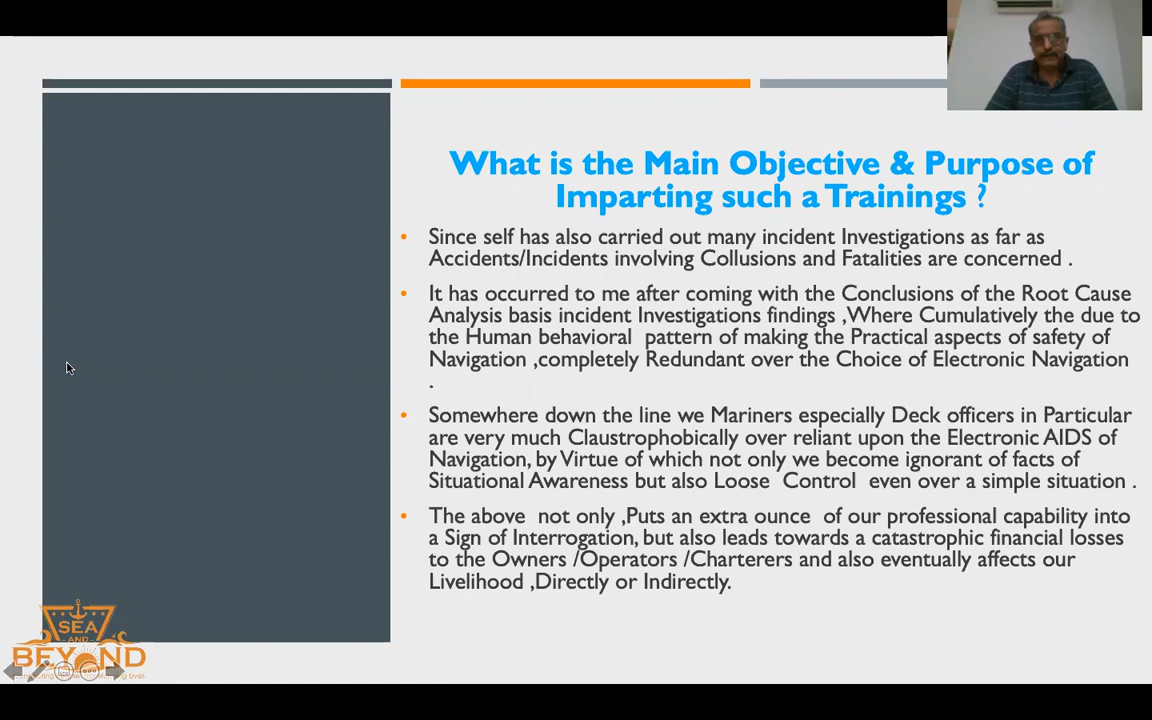 What is the Main Objective & Purpose of
Imparting such a Trainings ?
• Since self has also carried out many incident Investigations as far as
Accidents/Incidents involving Collusions and Fatalities are concerned .
• It has occurred to me after coming with the Conclusions of the Root Cause
Analysis basis incident Investigations findings ,Where Cumulatively the due to
the Human behavioral pattern of making the Practical aspects of safety of
Navigation ,completely Redundant over the Choice of Electronic Navigation
.
• Somewhere down the line we Mariners especially Deck officers in Particular
are very much Claustrophobically over reliant upon the Electronic AIDS of
Navigation, by Virtue of which not only we become ignorant of facts of
Situational Awareness but also Loose Control even over a simple situation .
• The above not only ,Puts an extra ounce of our professional capability into
a Sign of Interrogation, but also leads towards a catastrophic financial losses
to the Owners /Operators /Charterers and also eventually affects our
Livelihood ,Directly or Indirectly.
SEA
AND
BEYOND